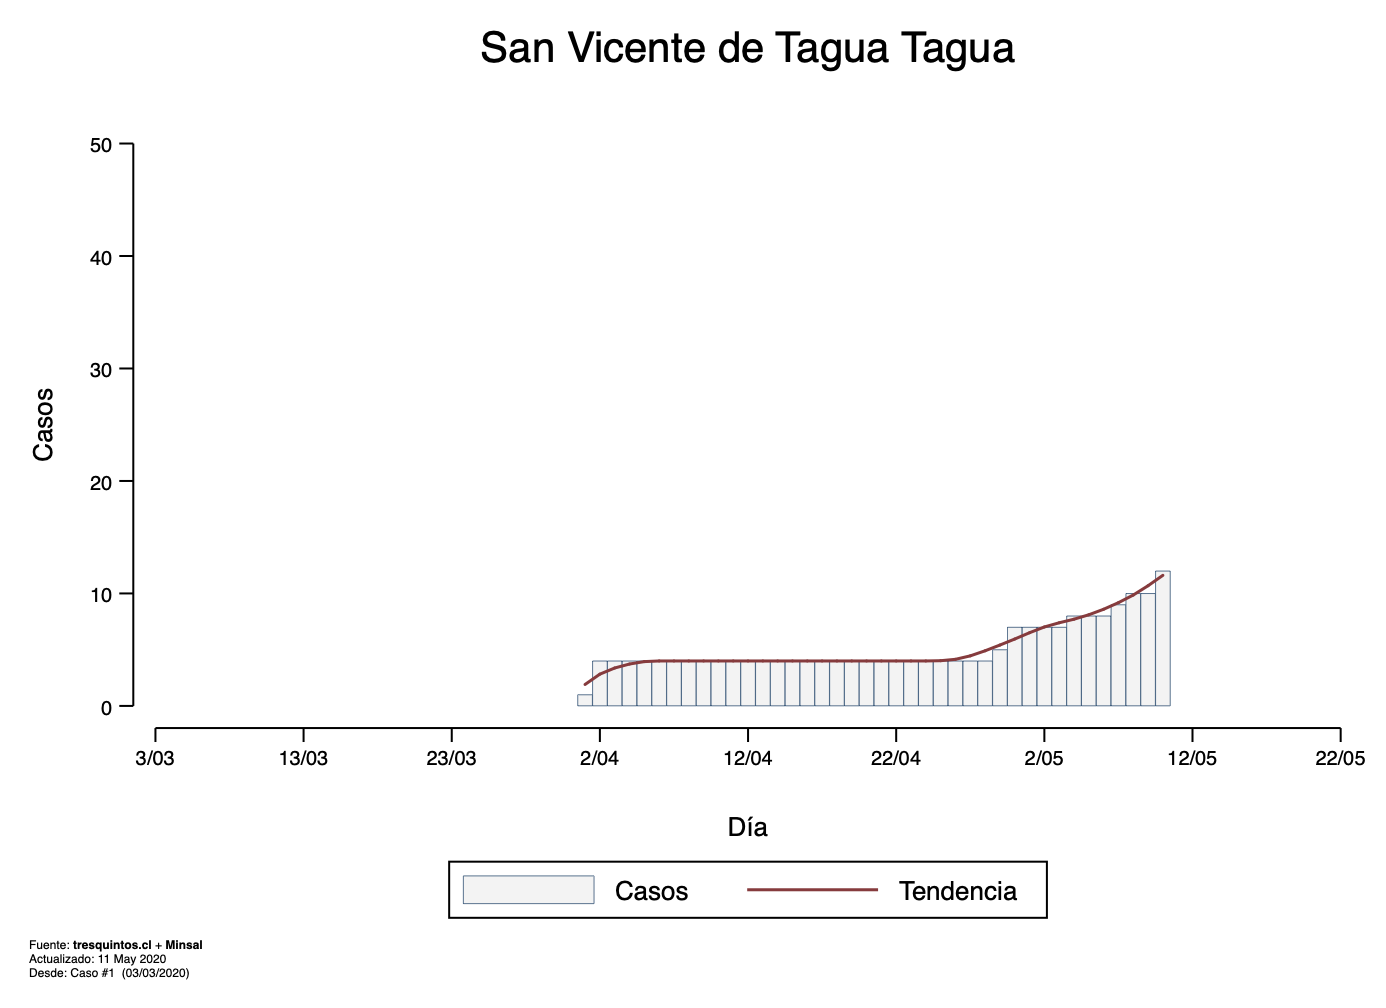 San Vicente de Tagua Tagua
50
40
30
20
10
0
Casos
3/03 13/03 23/03 2/04 12/04 22/04 2/05 12/05 22/05
Día
Casos Tendencia
Fuente: tresquintos.cl + Minsal
Actualizado: 11 May 2020
Desde: Caso #1 (03/03/2020)